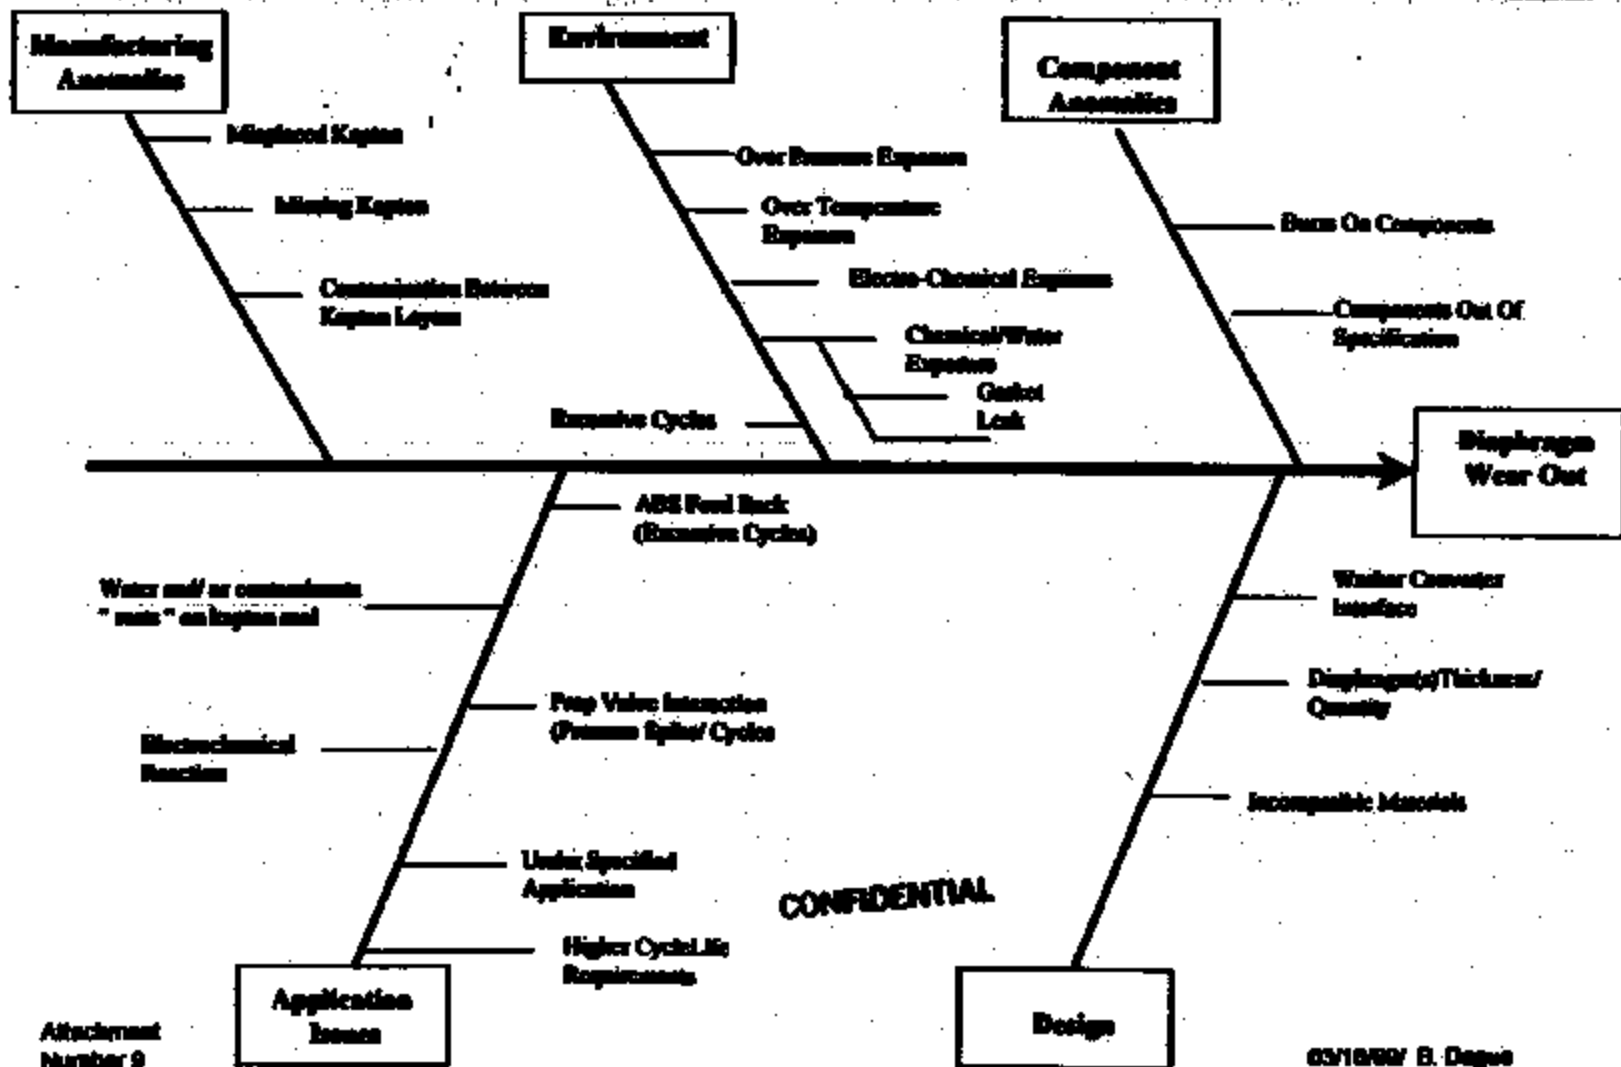 Manufacturing
Anomalies
Environment
Component
Anomalies
Misplaced Kapton
Missing Kapton
Contamination Between
Kapton Layers
Over Pressure Exposure
Over Temperature
Exposure
Electro-Chemical Exposure
Chemical/Water
Exposure
Gasket
Leak
Excessive Cycles
Burrs On Components
Components Out Of
Specification
Diaphragm
Wear Out
ABS Feed Back
(Excessive Cycles)
Water and/ or contaminants
" rests " on kapton seal
Prop Valve Interaction
(Pressure Spike/ Cycles
Electrochemical
Reaction
Under Specified
Application
Higher CycleLife
Requirements
Application
Issues
Washer Converter
Interface
Diaphragm(s)Thickness/
Quantity
Incompatible Materials
Design
CONFIDENTIAL
Attachment
Number 9
B. Dague